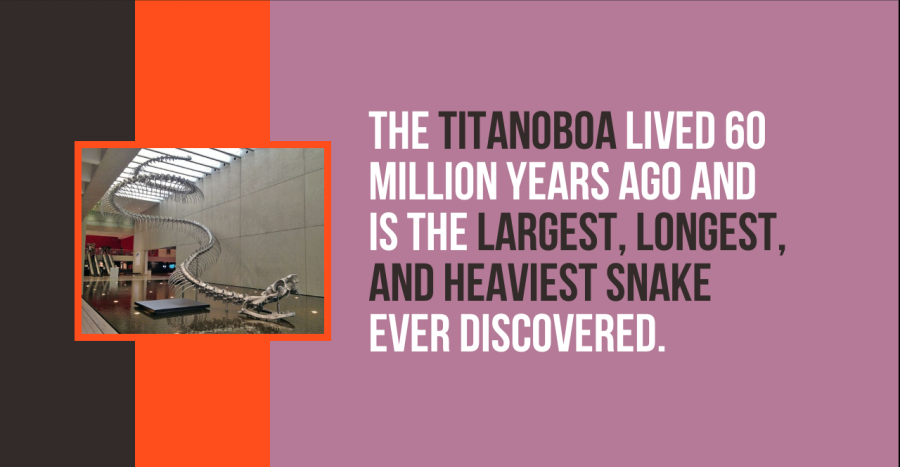 THE TITANOBOA LIVED 60
MILLION YEARS AGO AND
IS THE LARGEST, LONGEST,
AND HEAVIEST SNAKE
EVER DISCOVERED.